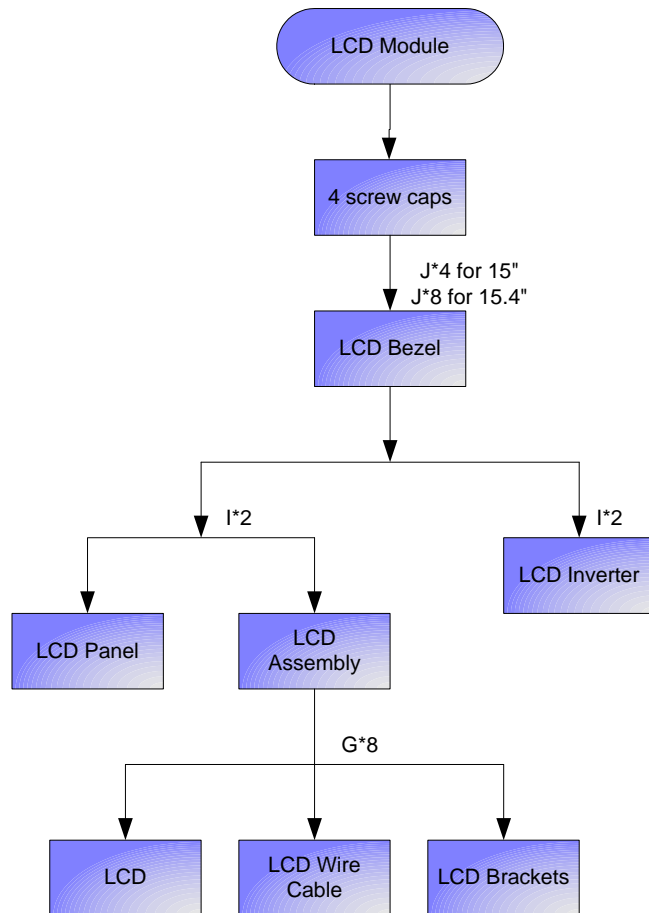 LCD Module
4 screw caps
J*4 for 15"
J*8 for 15.4"
LCD Bezel
I*2
I*2
LCD Inverter
LCD Panel
LCD
Assembly
G*8
LCD
LCD Wire
Cable
LCD Brackets